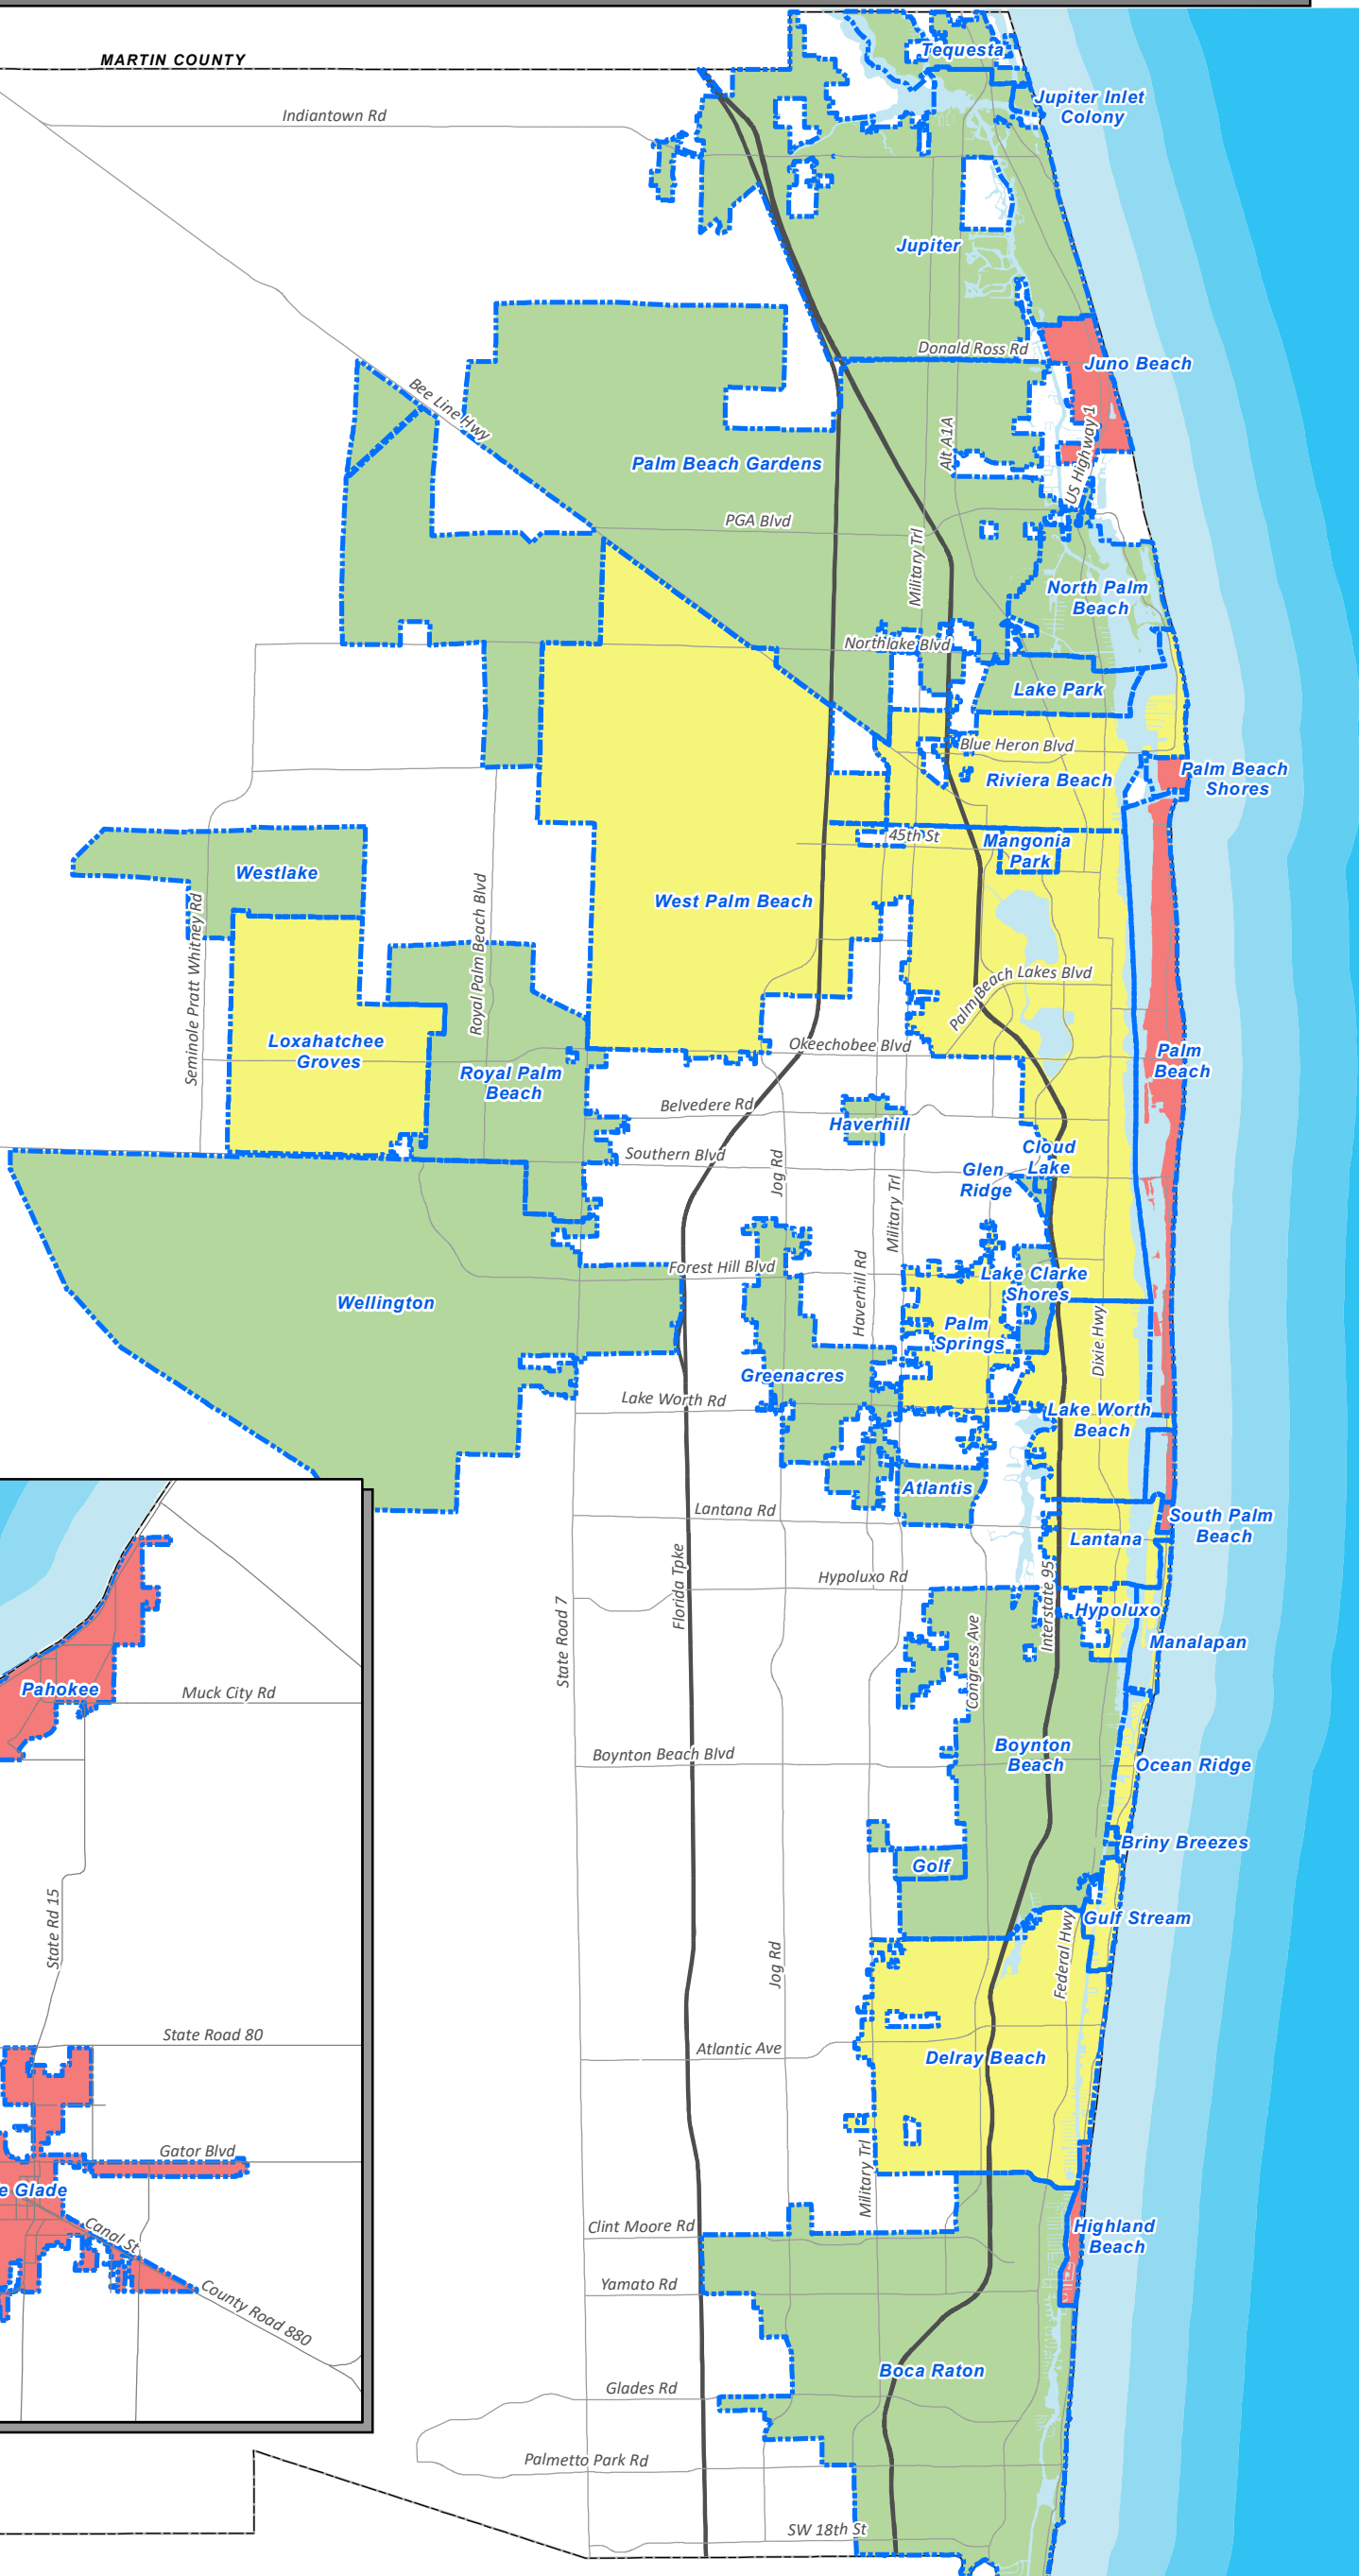 Tequesta
MARTIN COUNTY
Jupiter Inlet
Colony
Indiantown Rd
Jupiter
Donald Ross Rd
Juno Beach
Bee Line Hwy
US Highway 1
Alt A1A
Palm Beach Gardens
PGA Blvd
Military Trl
North Palm
Beach
Northlake Blvd
Lake Park
Blue Heron Blvd
Riviera Beach
Palm Beach
Shores
45th St
Mangonia
Park
Westlake
West Palm Beach
Seminole Pratt Whitney Rd
Royal Palm Beach Blvd
Palm Beach Lakes Blvd
Loxahatchee
Groves
Okeechobee Blvd
Palm
Beach
Royal Palm
Beach
Belvedere Rd
Haverhill
Southern Blvd
Cloud
Lake
Glen
Ridge
Jog Rd
Military Trl
Forest Hill Blvd
Lake Clarke
Shores
Wellington
Haverhill Rd
Palm
Springs
Dixie Hwy
Greenacres
Lake Worth Rd
Lake Worth
Beach
Atlantis
Lantana Rd
South Palm
Beach
Lantana
Florida Tpke
Hypoluxo Rd
Interstate 95
Hypoluxo
State Road 7
Congress Ave
Manalapan
Pahokee
Muck City Rd
Boynton
Beach
Boynton Beach Blvd
Ocean Ridge
Briny Breezes
Golf
Gulf Stream
State Rd 15
Jog Rd
Federal Hwy
State Road 80
Atlantic Ave
Delray Beach
Gator Blvd
Military Trl
e Glade
Canal St
Clint Moore Rd
Highland
Beach
Yamato Rd
County Road 880
Boca Raton
Glades Rd
Palmetto Park Rd
SW 18th St